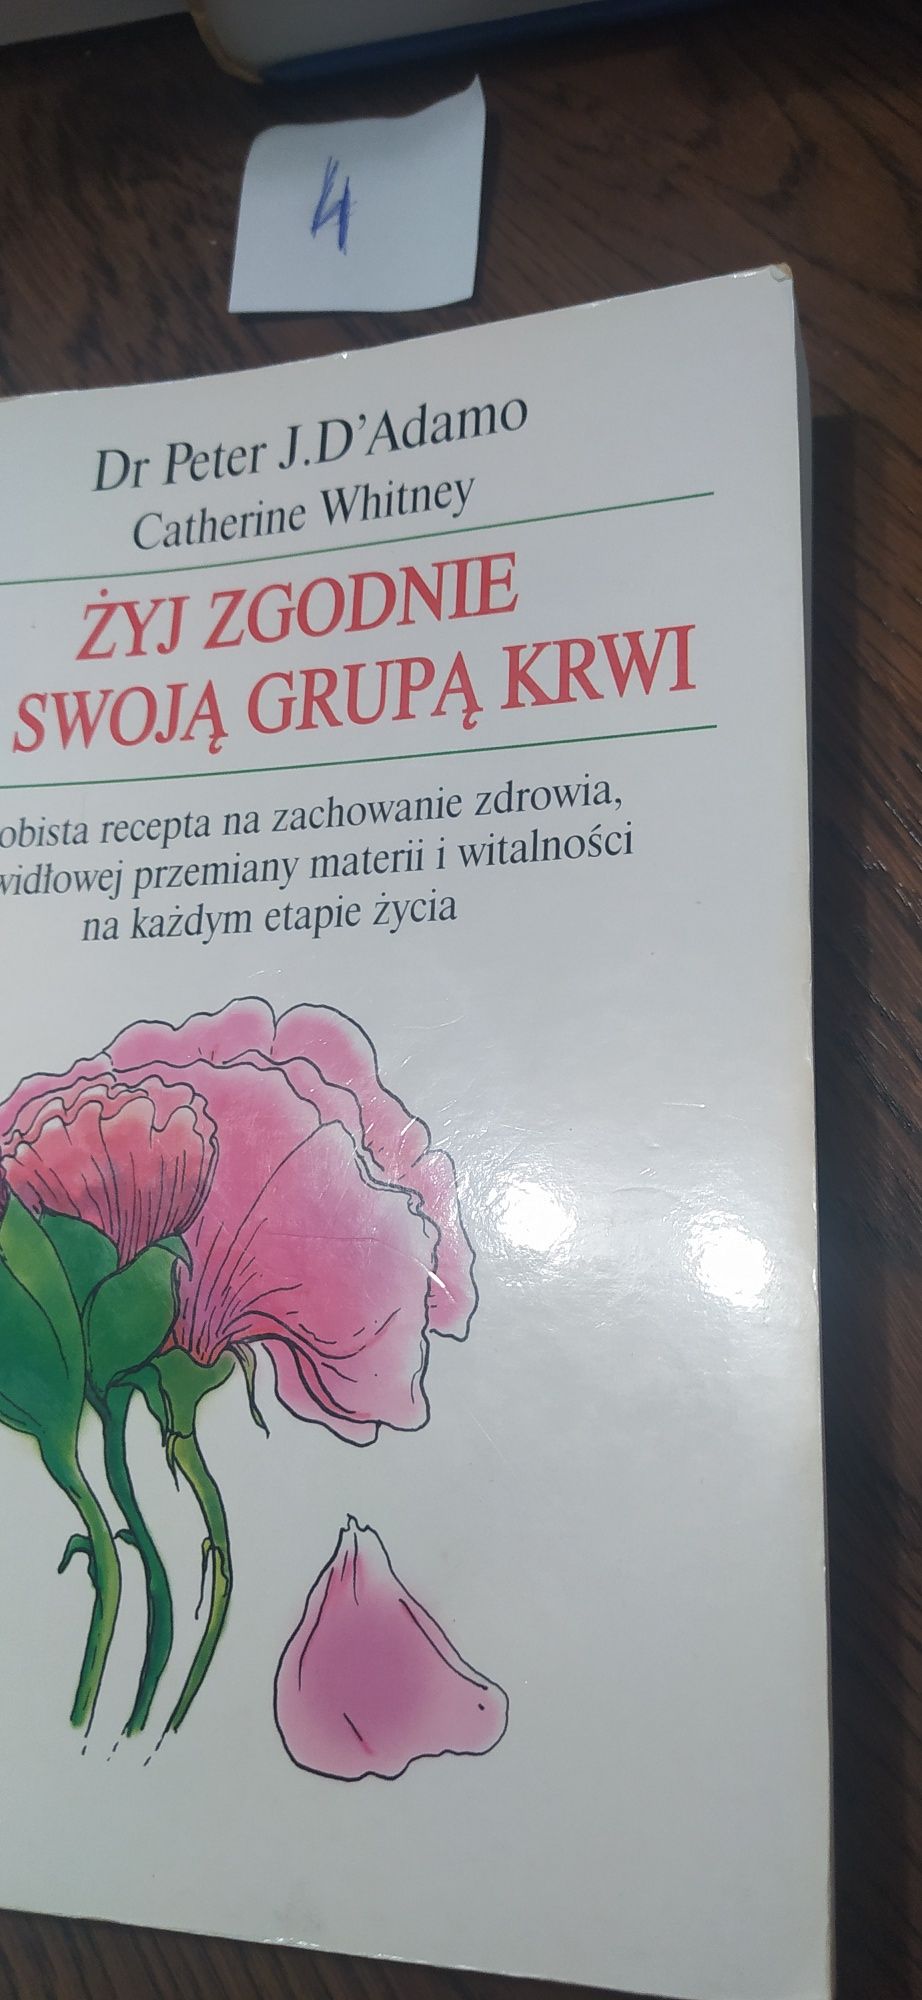 4
Dr Peter J.D'Adamo
Catherine Whitney
ŻYJ ZGODNIE
SWOJĄ GRUPĄ KRWI
obista recepta na zachowanie zdrowia,
widłowej przemiany materii i witalności
na każdym etapie życia